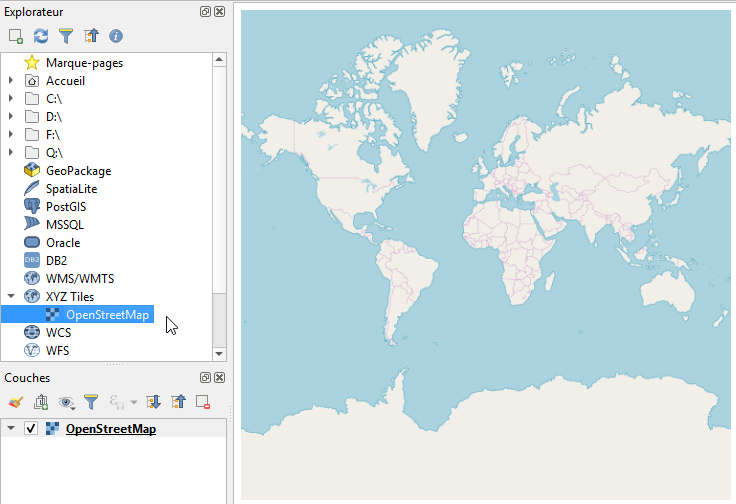 Explorateur
Marque-pages
Accueil
C:\
D:\
F:\
Q:\
GeoPackage
SpatiaLite
PostGIS
MSSQL
Oracle
DB2
DB2
WMS/WMTS
XYZ Tiles
OpenStreetMap
WCS
WFS
Couches
OpenStreetMap